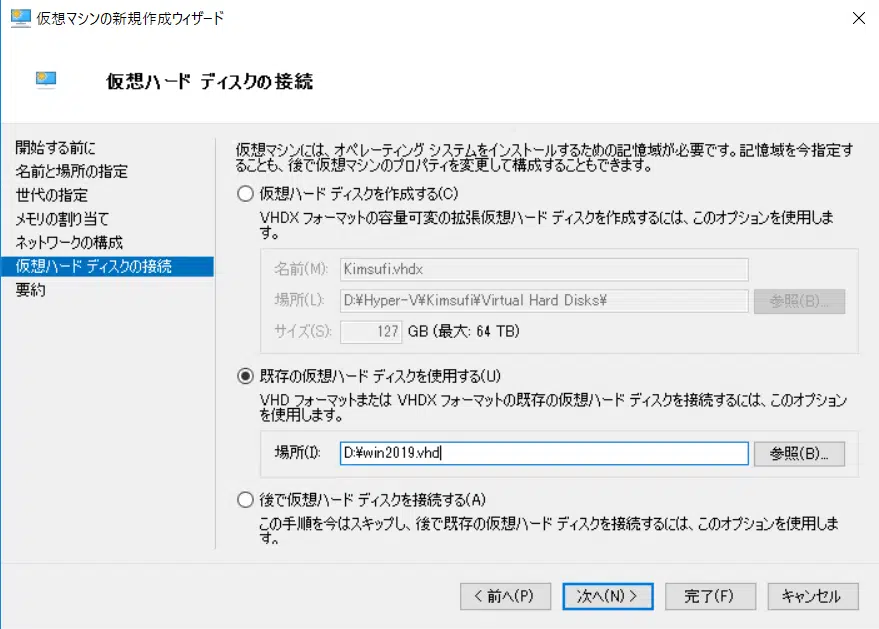 仮想マシンの新規作成ウィザード
仮想ハード ディスクの接続
開始する前に
名前と場所の指定
世代の指定
メモリの割り当て
ネットワークの構成
仮想ハード ディスクの接続
要約
仮想マシンには、オペレーティング システムをインストールするための記憶域が必要です。記憶域を今指定す
ることも、後で仮想マシンのプロパティを変更して構成することもできます。
仮想ハード ディスクを作成する(C)
VHDX フォーマットの容量可変の拡張仮想ハード ディスクを作成するには、このオプションを使用しま
す。
名前(M): Kimsufi.vhdx
場所(L): D:¥Hyper-V¥Kimsufi¥Virtual Hard Disks¥ 参照(B)...
サイズ(S): 127 GB (最大: 64 TB)
既存の仮想ハード ディスクを使用する(U)
VHD フォーマットまたは VHDX フォーマットの既存の仮想ハード ディスクを接続するには、このオプション
を使用します。
場所(I): D:¥win2019.vhd 参照(B)...
後で仮想ハード ディスクを接続する(A)
この手順を今はスキップし、後で既存の仮想ハード ディスクを接続するには、このオプションを使用しま
す。
< 前へ(P) 次へ(N) > 完了(F) キャンセル